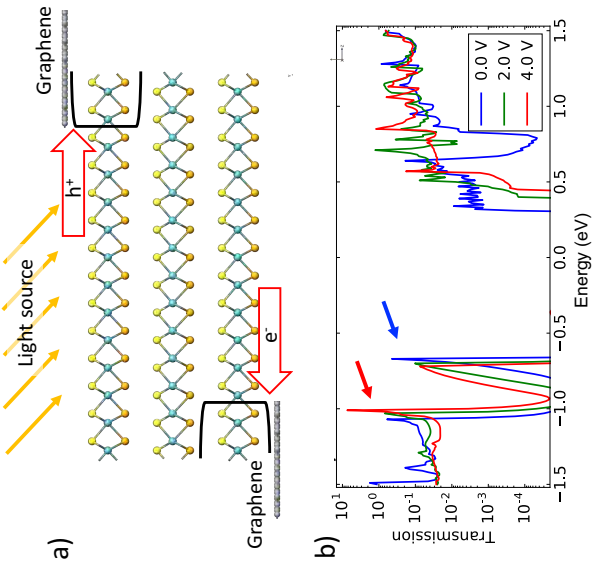 a)
Light source
Graphene
h+
e-
Graphene
b)
Transmission
10^1
10^0
10^-1
10^-2
10^-3
10^-4
0.0 V
2.0 V
4.0 V
−1.5 −1.0 −0.5 0.0 0.5 1.0 1.5
Energy (eV)